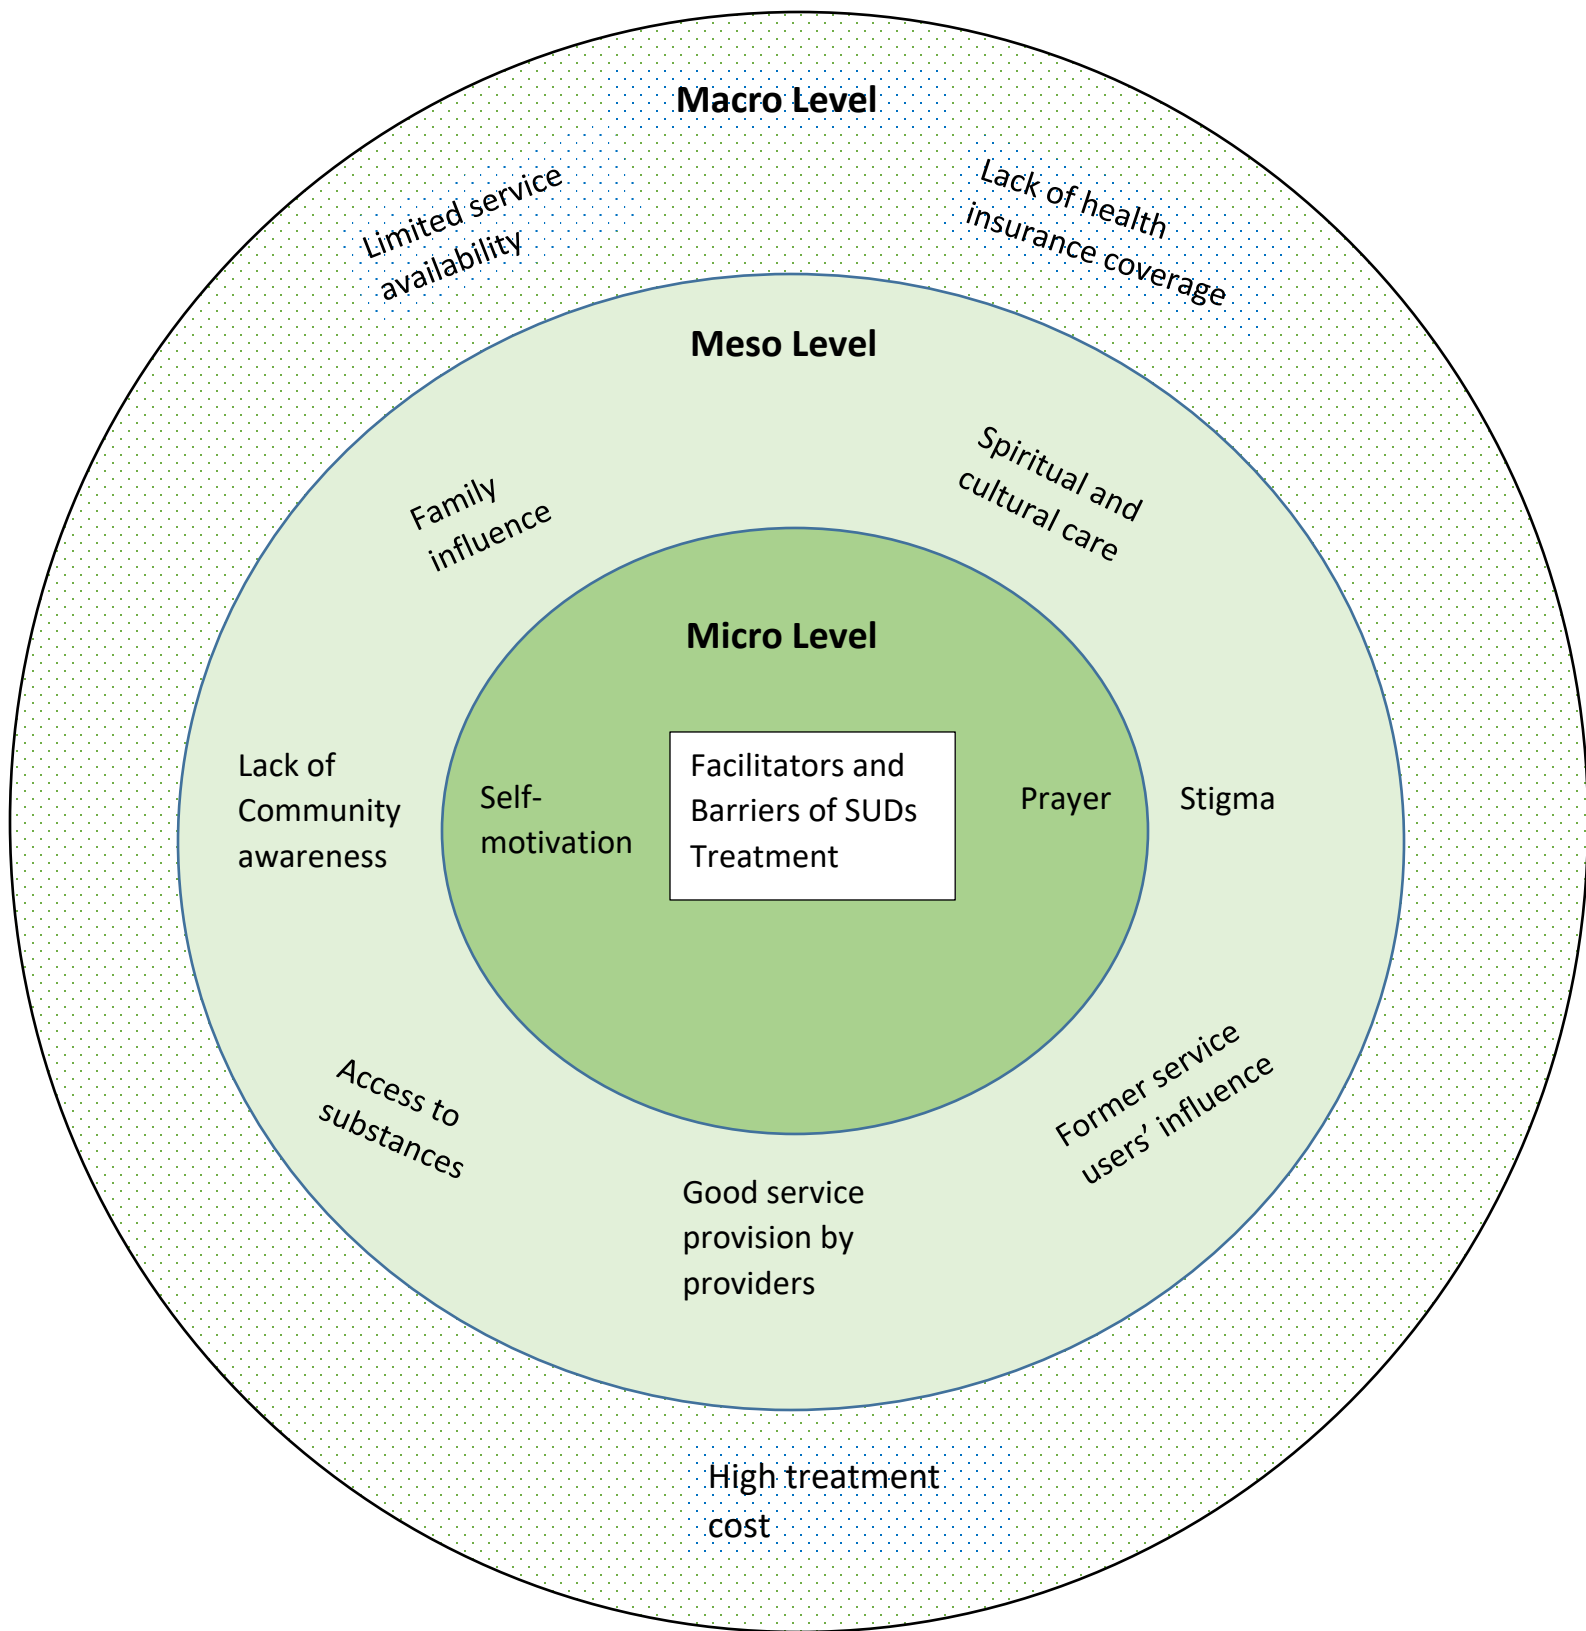 Macro Level
Limited service
availability
Lack of health
insurance coverage
Meso Level
Family
influence
Spiritual and
cultural care
Micro Level
Lack of
Community
awareness
Self-
motivation
Facilitators and
Barriers of SUDs
Treatment
Prayer
Stigma
Access to
substances
Former service
users’ influence
Good service
provision by
providers
High treatment
cost